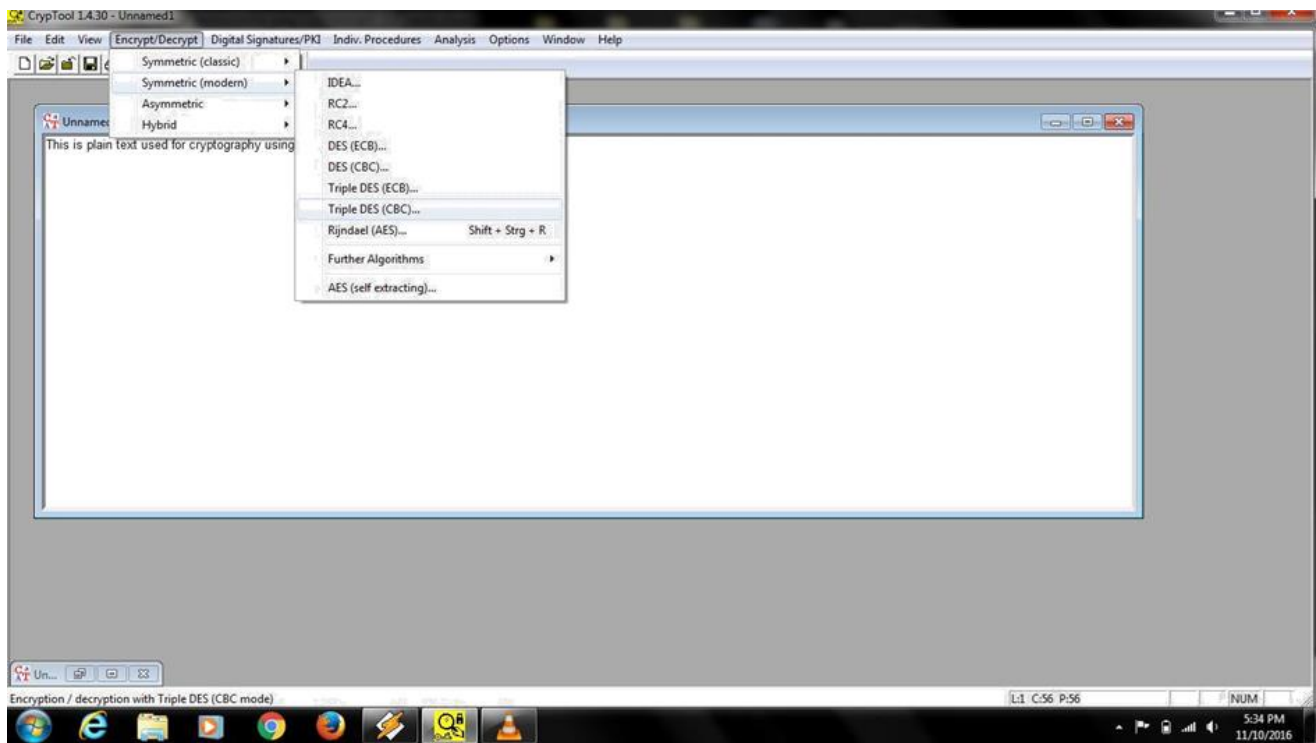 CrypTool 1.4.30 - Unnamed1
File Edit View Encrypt/Decrypt Digital Signatures/PKI Indiv. Procedures Analysis Options Window Help
Symmetric (classic)
Symmetric (modern)
Asymmetric
Hybrid
IDEA...
RC2...
RC4...
DES (ECB)...
DES (CBC)...
Triple DES (ECB)...
Triple DES (CBC)...
Rijndael (AES)... Shift + Strg + R
Further Algorithms
AES (self extracting)...
This is plain text used for cryptography using
Un...
Encryption / decryption with Triple DES (CBC mode) L:1 C:56 P:56 NUM
5:34 PM
11/10/2016